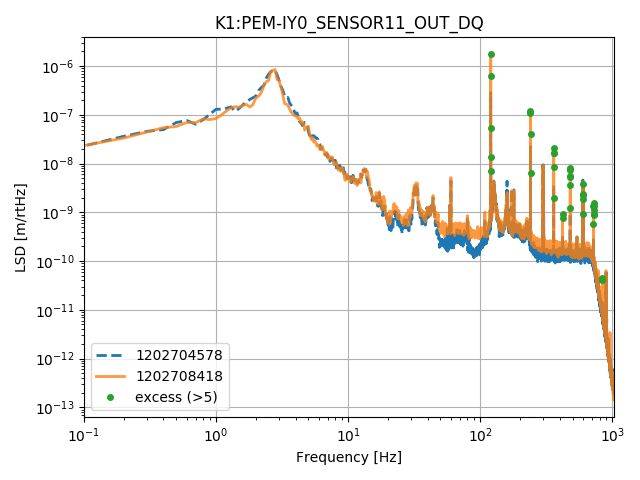 K1:PEM-IY0_SENSOR11_OUT_DQ
LSD [m/rtHz]
10⁻⁶
10⁻⁷
10⁻⁸
10⁻⁹
10⁻¹⁰
10⁻¹¹
10⁻¹²
10⁻¹³
1202704578
1202708418
excess (>5)
10⁻¹ 10⁰ 10¹ 10² 10³
Frequency [Hz]